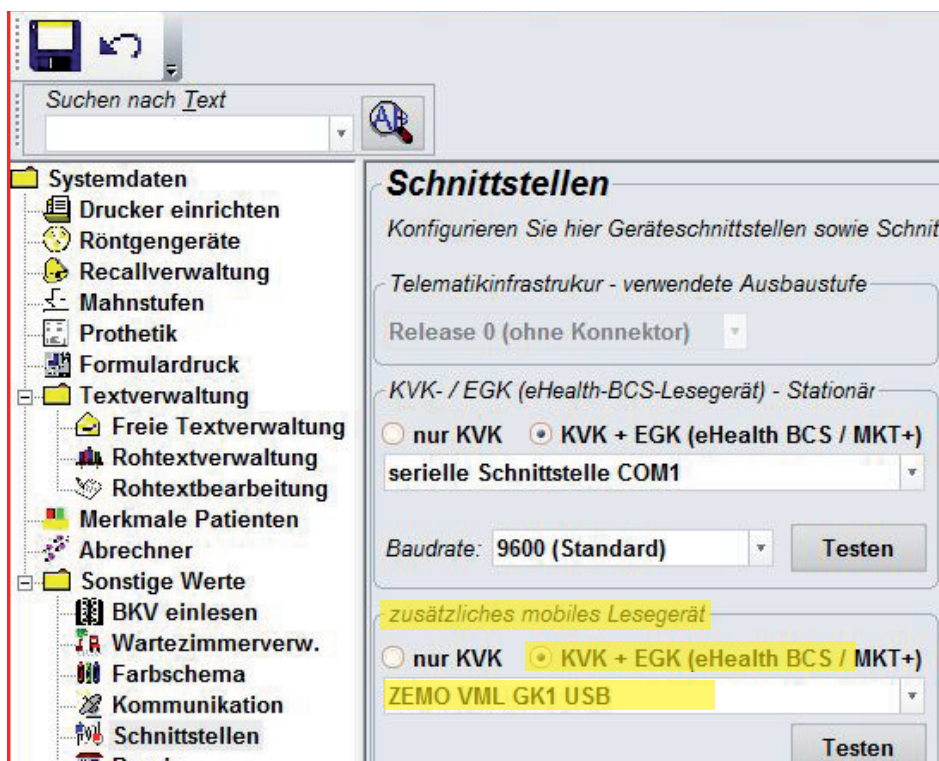 Suchen nach Text
Systemdaten
Drucker einrichten
Röntgengeräte
Recallverwaltung
Mahnstufen
Prothetik
Formulardruck
Textverwaltung
Freie Textverwaltung
Rohtextverwaltung
Rohtextbearbeitung
Merkmale Patienten
Abrechner
Sonstige Werte
BKV einlesen
Wartezimmerverw.
Farbschema
Kommunikation
Schnittstellen
Schnittstellen
Konfigurieren Sie hier Geräteschnittstellen sowie Schnit
Telematikinfrastrukur - verwendete Ausbaustufe
Release 0 (ohne Konnektor)
KVK- / EGK (eHealth-BCS-Lesegerät) - Stationär
nur KVK KVK + EGK (eHealth BCS / MKT+)
serielle Schnittstelle COM1
Baudrate: 9600 (Standard) Testen
zusätzliches mobiles Lesegerät
nur KVK KVK + EGK (eHealth BCS / MKT+)
ZEMO VML GK1 USB
Testen